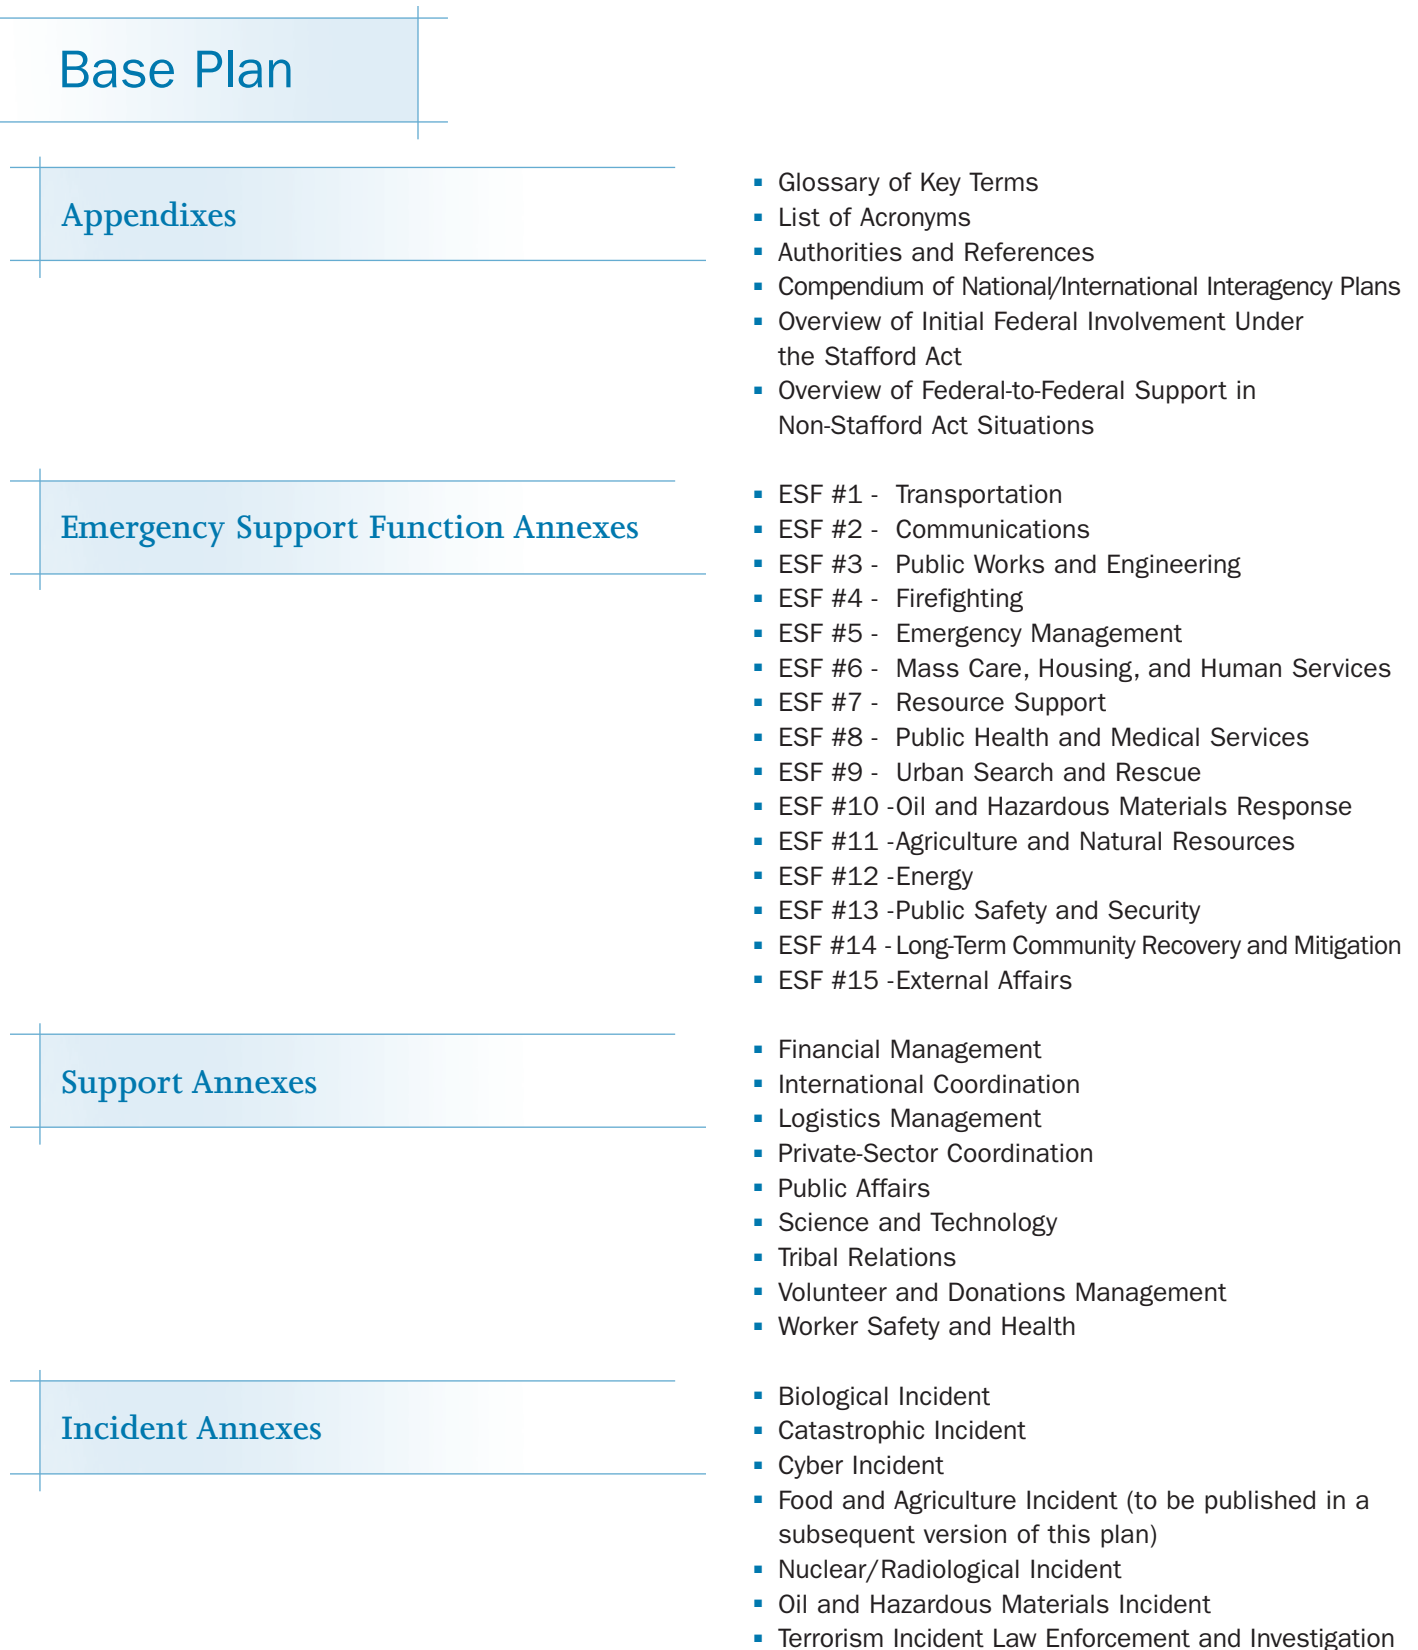 Base Plan
Appendixes
▪ Glossary of Key Terms
▪ List of Acronyms
▪ Authorities and References
▪ Compendium of National/International Interagency Plans
▪ Overview of Initial Federal Involvement Under
the Stafford Act
▪ Overview of Federal-to-Federal Support in
Non-Stafford Act Situations
Emergency Support Function Annexes
▪ ESF #1 - Transportation
▪ ESF #2 - Communications
▪ ESF #3 - Public Works and Engineering
▪ ESF #4 - Firefighting
▪ ESF #5 - Emergency Management
▪ ESF #6 - Mass Care, Housing, and Human Services
▪ ESF #7 - Resource Support
▪ ESF #8 - Public Health and Medical Services
▪ ESF #9 - Urban Search and Rescue
▪ ESF #10 -Oil and Hazardous Materials Response
▪ ESF #11 -Agriculture and Natural Resources
▪ ESF #12 -Energy
▪ ESF #13 -Public Safety and Security
▪ ESF #14 -Long-Term Community Recovery and Mitigation
▪ ESF #15 -External Affairs
Support Annexes
▪ Financial Management
▪ International Coordination
▪ Logistics Management
▪ Private-Sector Coordination
▪ Public Affairs
▪ Science and Technology
▪ Tribal Relations
▪ Volunteer and Donations Management
▪ Worker Safety and Health
Incident Annexes
▪ Biological Incident
▪ Catastrophic Incident
▪ Cyber Incident
▪ Food and Agriculture Incident (to be published in a
subsequent version of this plan)
▪ Nuclear/Radiological Incident
▪ Oil and Hazardous Materials Incident
▪ Terrorism Incident Law Enforcement and Investigation